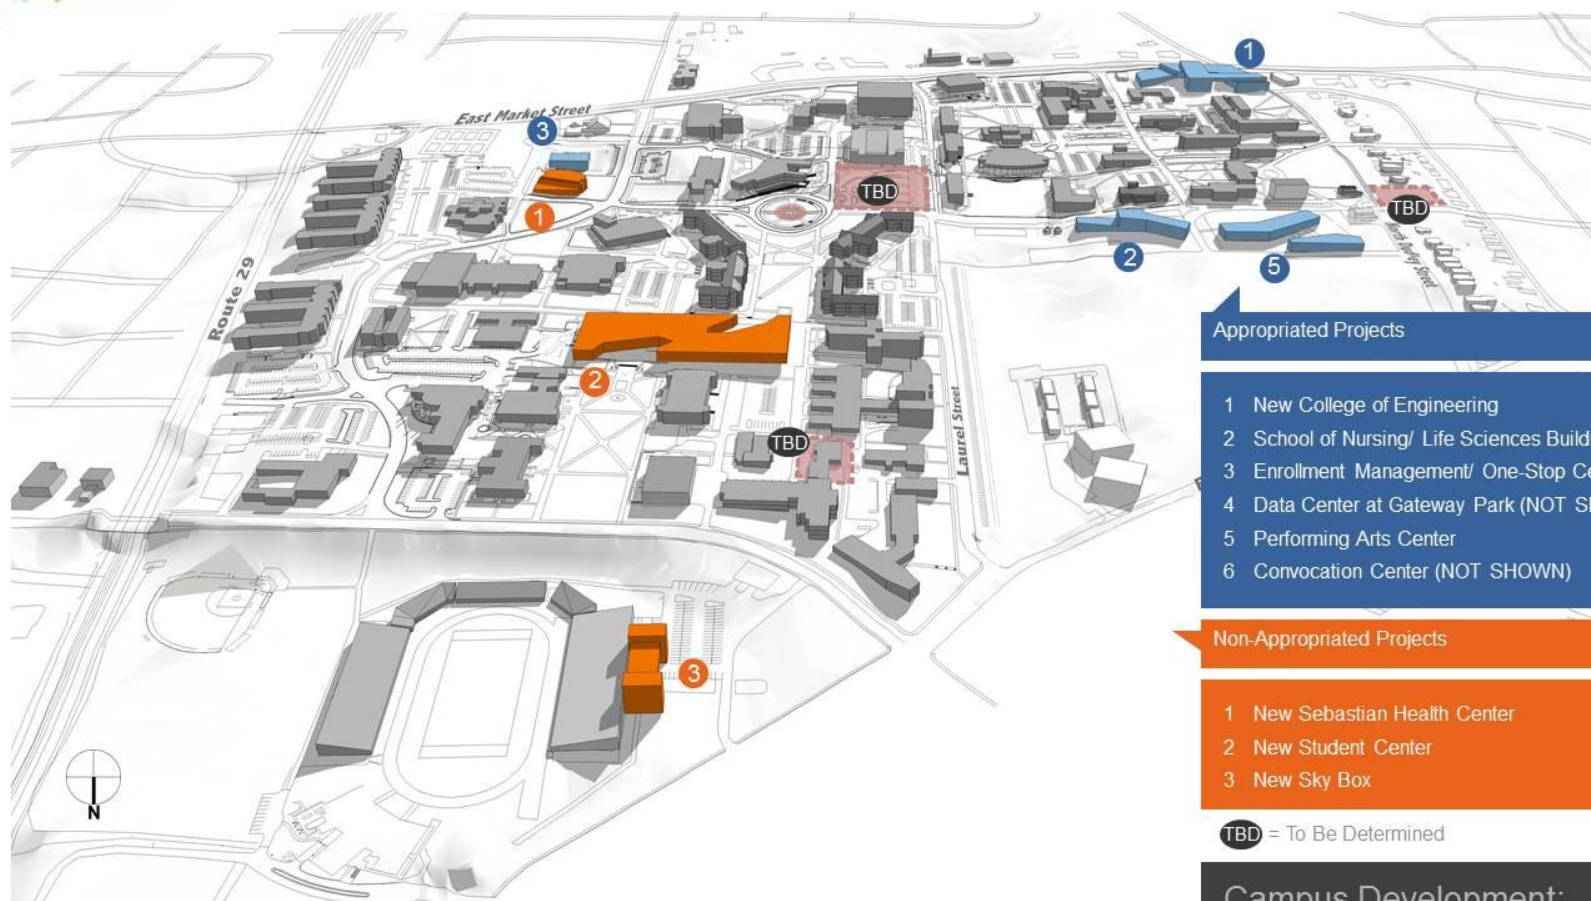 East Market Street
1
3
TBD
TBD
1
2
5
Route 29
Appropriated Projects
2
1 New College of Engineering
Laurel Street
2 School of Nursing/ Life Sciences Build
TBD
3 Enrollment Management/ One-Stop Ce
4 Data Center at Gateway Park (NOT S
5 Performing Arts Center
6 Convocation Center (NOT SHOWN)
Non-Appropriated Projects
3
1 New Sebastian Health Center
2 New Student Center
3 New Sky Box
N
TBD = To Be Determined
Campus Development: